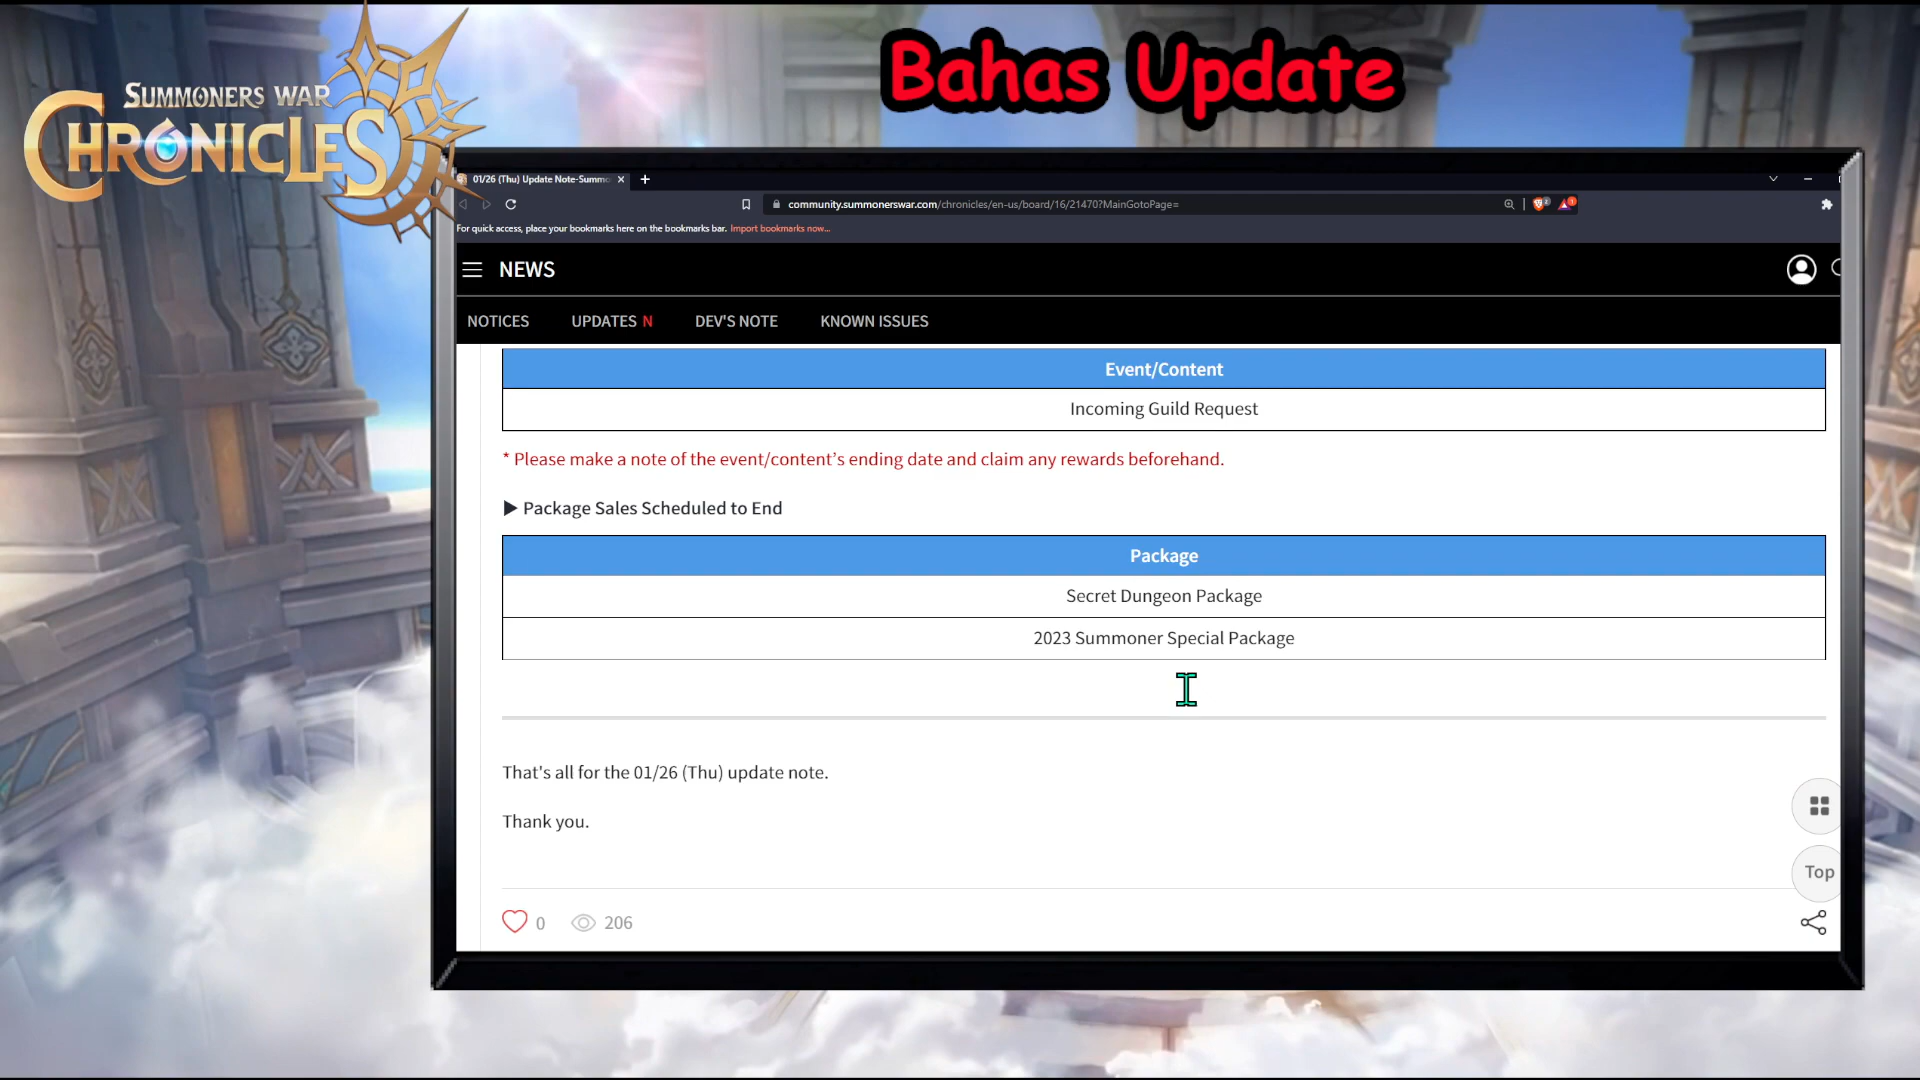 Bahas Update
SUMMONERS WAR
CHRONICLES
01/26 (Thu) Update Note-Summo
community.summonerswar.com/chronicles/en-us/board/16/21470?MainGotoPage=
2
1
For quick access, place your bookmarks here on the bookmarks bar. Import bookmarks now...
NEWS
NOTICES UPDATES N DEV'S NOTE KNOWN ISSUES
Event/Content
Incoming Guild Request
* Please make a note of the event/content’s ending date and claim any rewards beforehand.
▶ Package Sales Scheduled to End
Package
Secret Dungeon Package
2023 Summoner Special Package
That's all for the 01/26 (Thu) update note.
Thank you.
Top
0 206